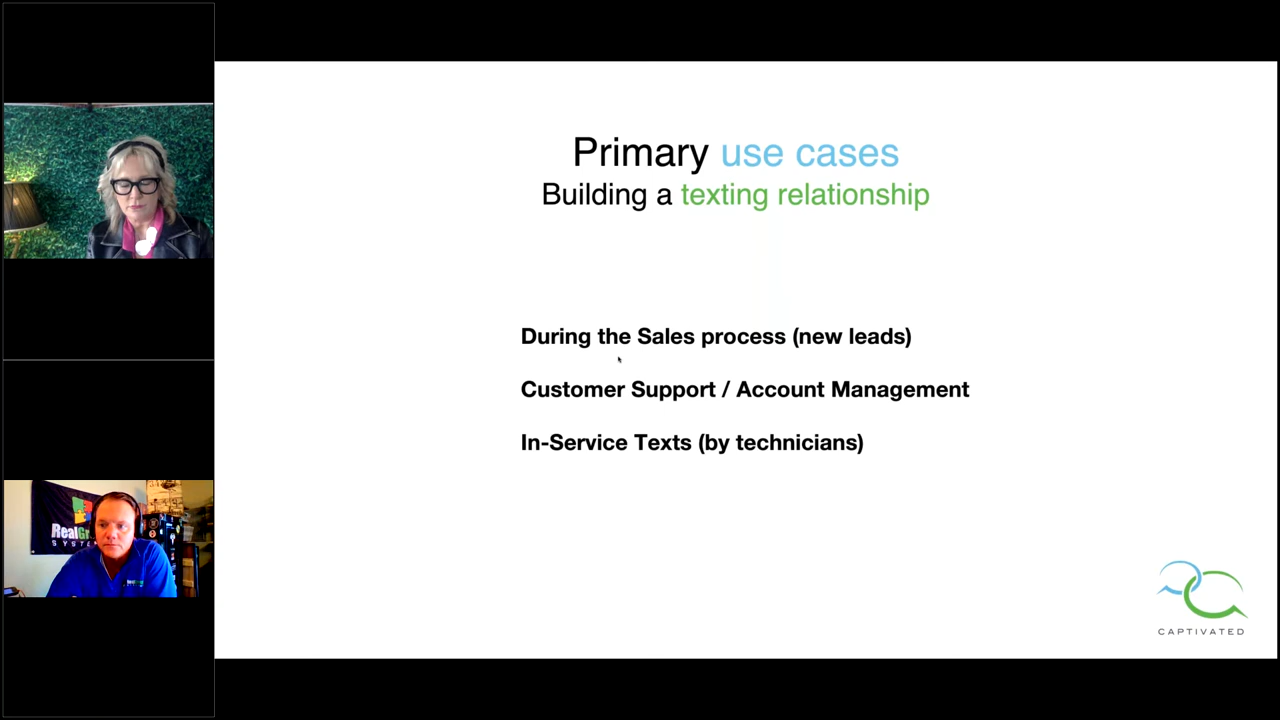 Primary use cases
Building a texting relationship
During the Sales process (new leads)
Customer Support / Account Management
In-Service Texts (by technicians)
CAPTIVATED